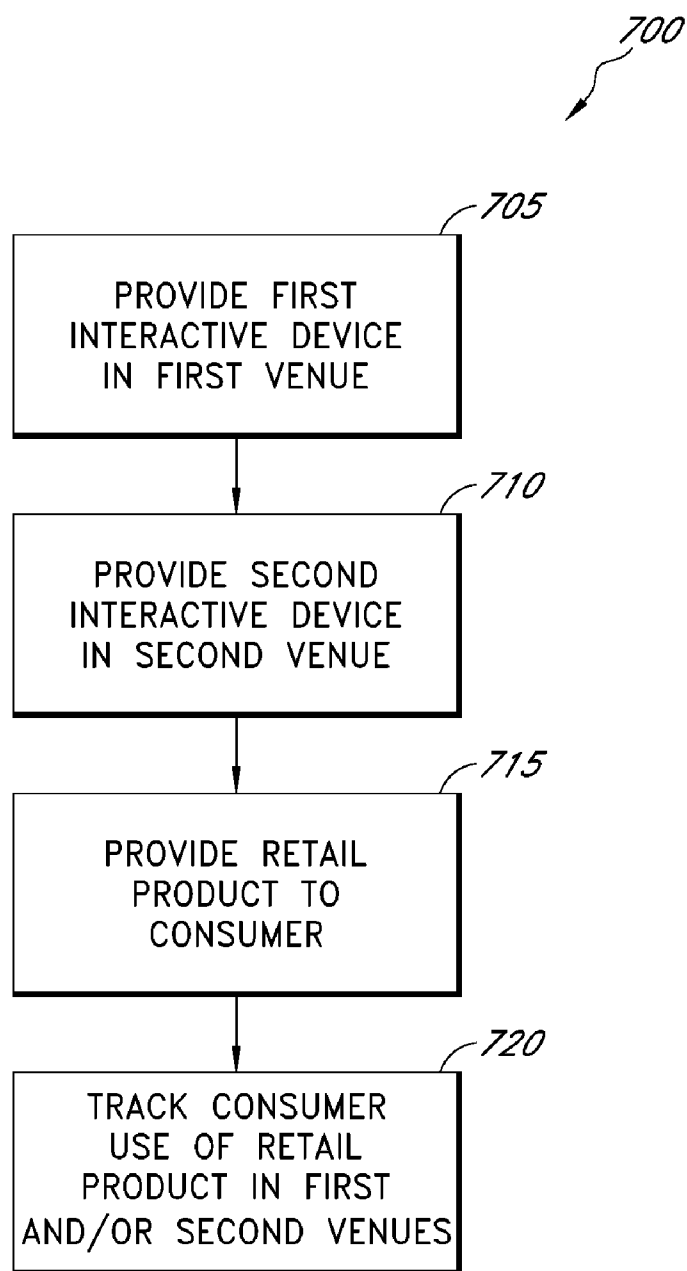 700
705
PROVIDE FIRST
INTERACTIVE DEVICE
IN FIRST VENUE
710
PROVIDE SECOND
INTERACTIVE DEVICE
IN SECOND VENUE
715
PROVIDE RETAIL
PRODUCT TO
CONSUMER
720
TRACK CONSUMER
USE OF RETAIL
PRODUCT IN FIRST
AND/OR SECOND VENUES